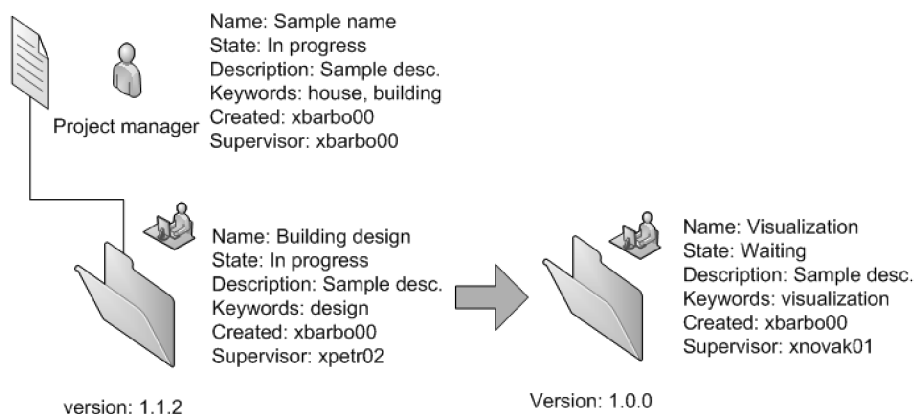 Name: Sample name
State: In progress
Description: Sample desc.
Keywords: house, building
Created: xbarbo00
Supervisor: xbarbo00
Project manager
Name: Building design
State: In progress
Description: Sample desc.
Keywords: design
Created: xbarbo00
Supervisor: xpetr02
version: 1.1.2
Name: Visualization
State: Waiting
Description: Sample desc.
Keywords: visualization
Created: xbarbo00
Supervisor: xnovak01
Version: 1.0.0